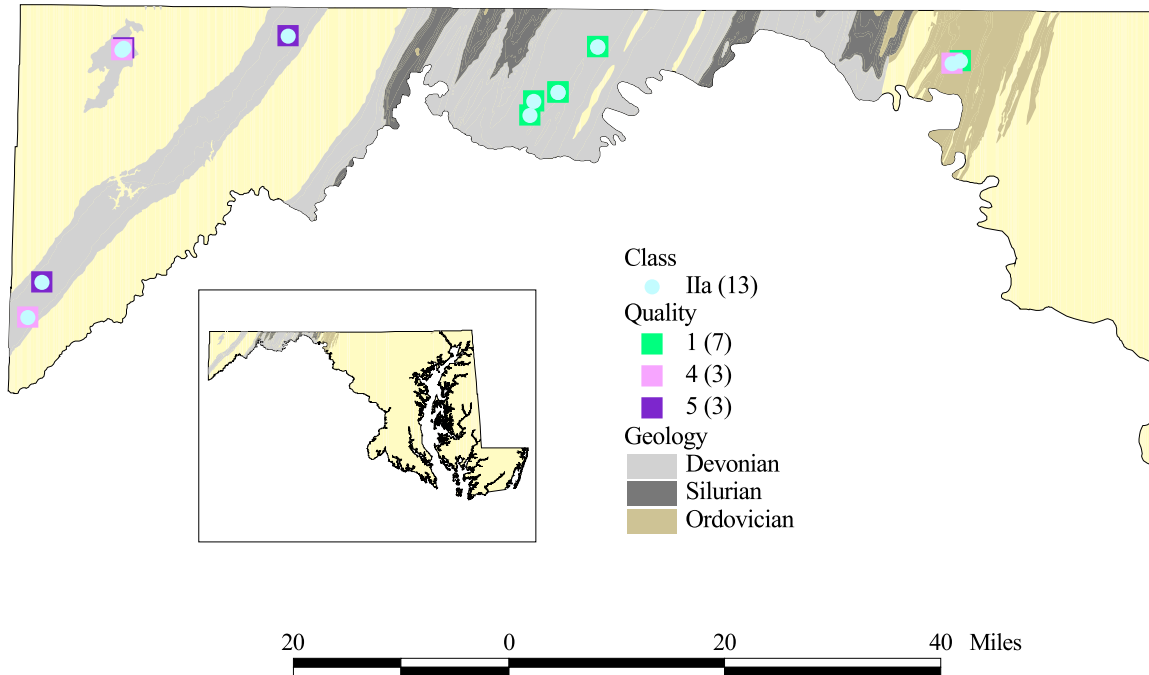 Class
IIa (13)
Quality
1 (7)
4 (3)
5 (3)
Geology
Devonian
Silurian
Ordovician
20 0 20 40 Miles